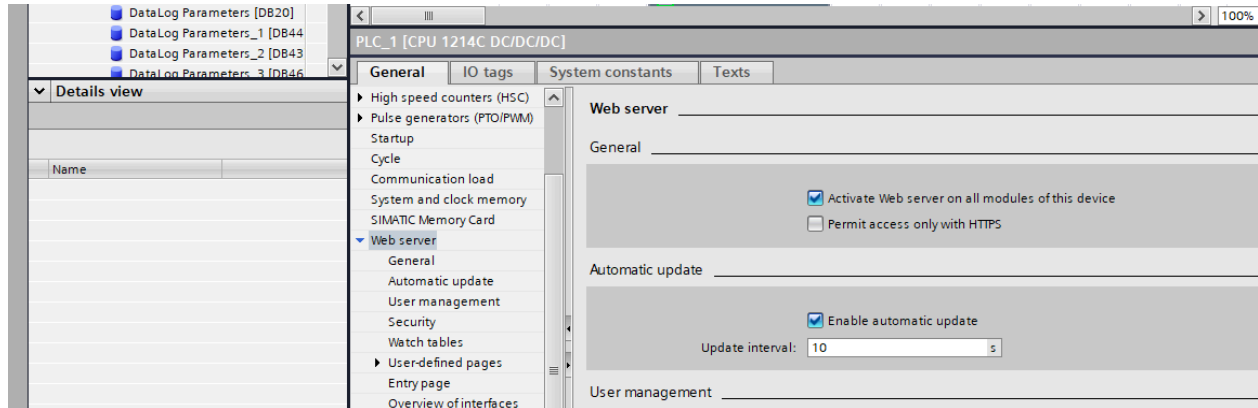 DataLog Parameters [DB20]
DataLog Parameters_1 [DB44
DataLog Parameters_2 [DB43
DataLog Parameters_3 [DB46
Details view
Name
100%
PLC_1 [CPU 1214C DC/DC/DC]
General
IO tags
System constants
Texts
High speed counters (HSC)
Pulse generators (PTO/PWM)
Startup
Cycle
Communication load
System and clock memory
SIMATIC Memory Card
Web server
General
Automatic update
User management
Security
Watch tables
User-defined pages
Entry page
Overview of interfaces
Web server
General
Activate Web server on all modules of this device
Permit access only with HTTPS
Automatic update
Enable automatic update
Update interval: 10 s
User management